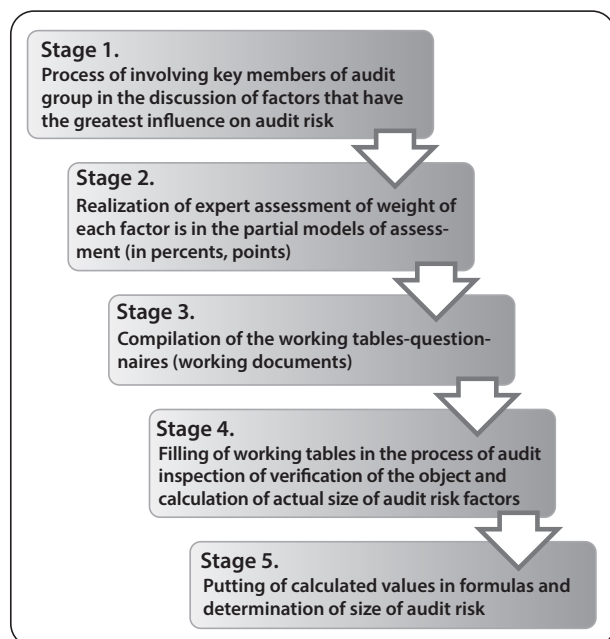 Stage 1.
Process of involving key members of audit
group in the discussion of factors that have
the greatest influence on audit risk
Stage 2.
Realization of expert assessment of weight of
each factor is in the partial models of assess-
ment (in percents, points)
Stage 3.
Compilation of the working tables-question-
naires (working documents)
Stage 4.
Filling of working tables in the process of audit
inspection of verification of the object and
calculation of actual size of audit risk factors
Stage 5.
Putting of calculated values in formulas and
determination of size of audit risk